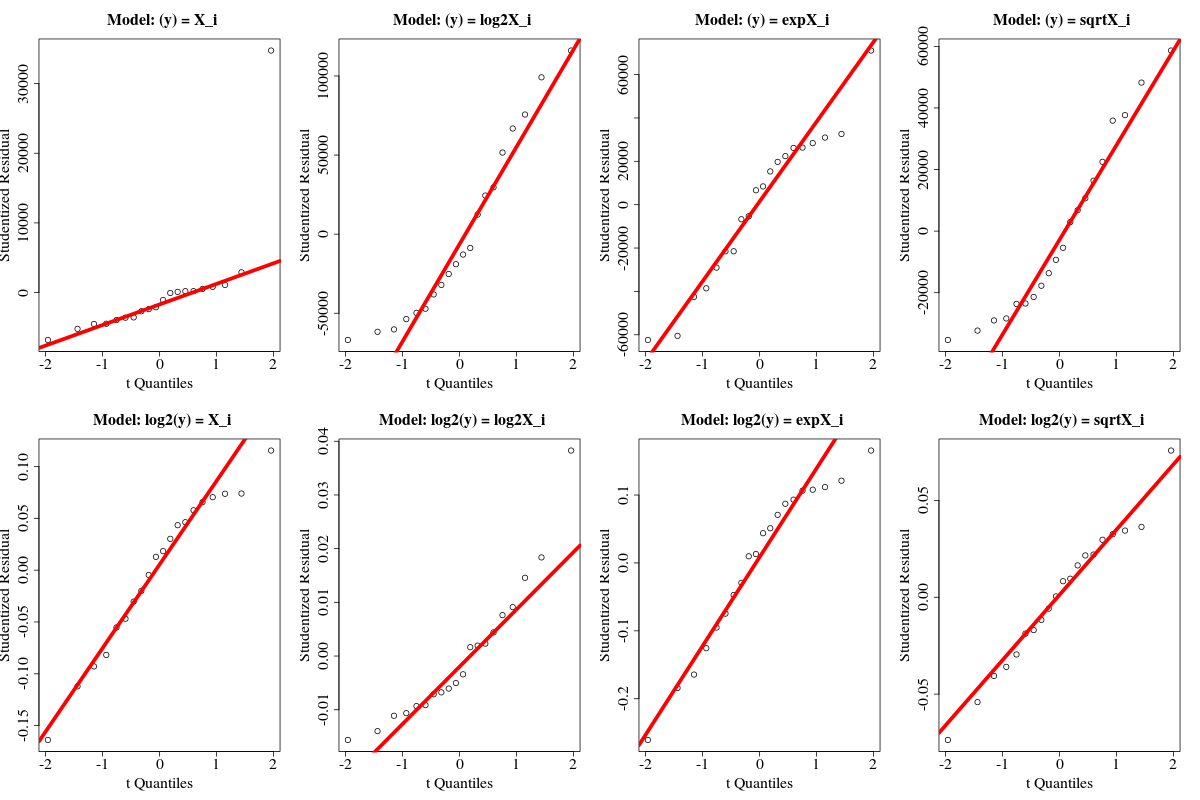 Model: (y) = X_i
Studentized Residual
0 10000 20000 30000
-2 -1 0 1 2
t Quantiles
Model: (y) = log2X_i
Studentized Residual
-50000 0 50000 100000
-2 -1 0 1 2
t Quantiles
Model: (y) = expX_i
Studentized Residual
-60000 -20000 0 20000 60000
-2 -1 0 1 2
t Quantiles
Model: (y) = sqrtX_i
Studentized Residual
20000 0 20000 40000 60000
-2 -1 0 1 2
t Quantiles
Model: log2(y) = X_i
Studentized Residual
-0.15 -0.10 -0.05 0.00 0.05 0.10
-2 -1 0 1 2
t Quantiles
Model: log2(y) = log2X_i
Studentized Residual
-0.01 0.00 0.01 0.02 0.03 0.04
-2 -1 0 1 2
t Quantiles
Model: log2(y) = expX_i
Studentized Residual
-0.2 -0.1 0.0 0.1
-2 -1 0 1 2
t Quantiles
Model: log2(y) = sqrtX_i
Studentized Residual
-0.05 0.00 0.05
-2 -1 0 1 2
t Quantiles